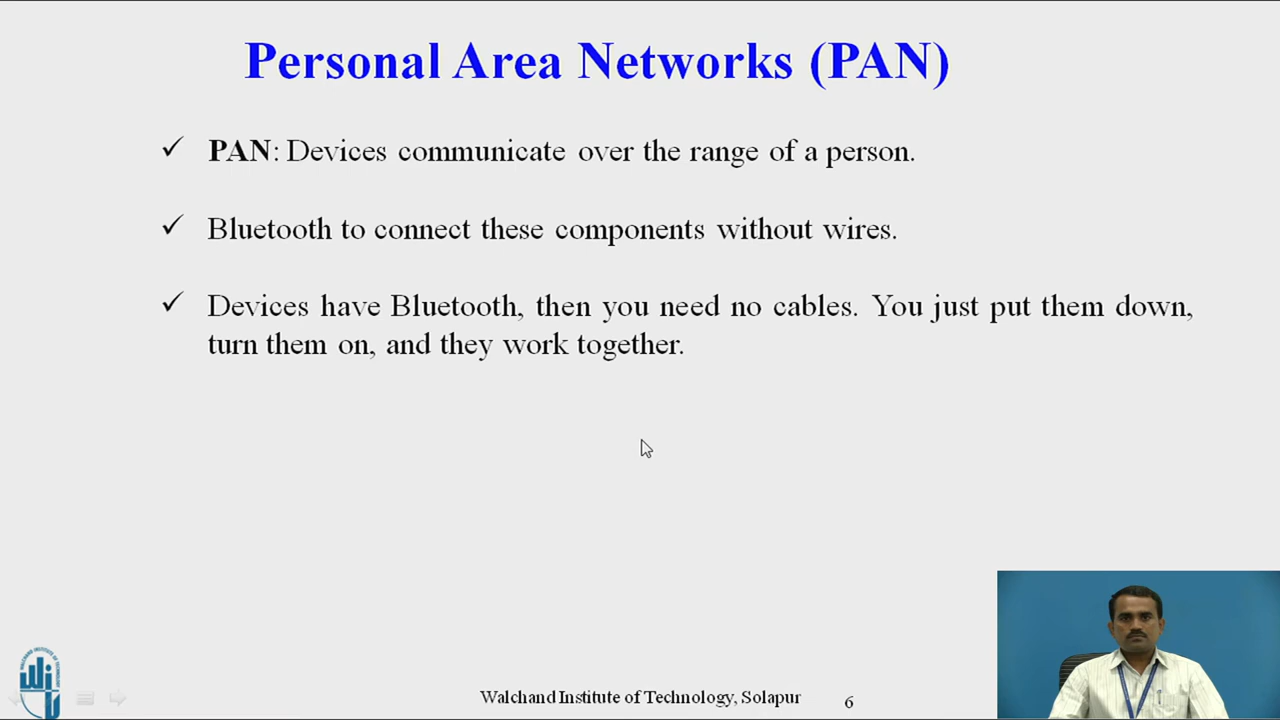 Personal Area Networks (PAN)
✓ PAN: Devices communicate over the range of a person.
✓ Bluetooth to connect these components without wires.
✓ Devices have Bluetooth, then you need no cables. You just put them down,
turn them on, and they work together.
Walchand Institute of Technology, Solapur 6